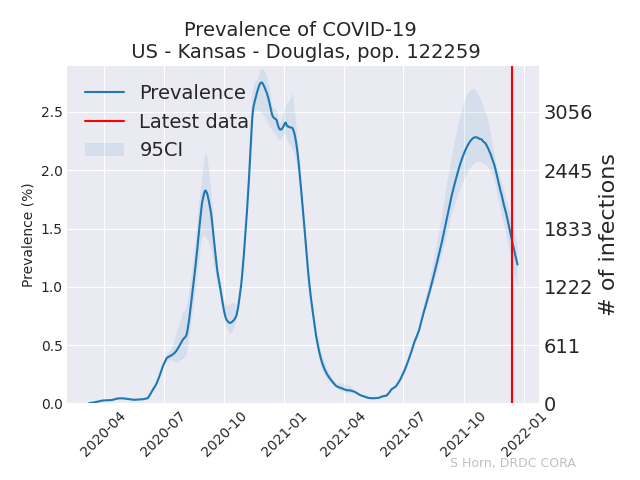 Prevalence of COVID-19
US - Kansas - Douglas, pop. 122259
Prevalence
Latest data
95CI
Prevalence (%)
2.5
2.0
1.5
1.0
0.5
0.0
3056
2445
1833
1222
611
0
# of infections
2020-04
2020-07
2020-10
2021-01
2021-04
2021-07
2021-10
2022-01
S Horn, DRDC CORA